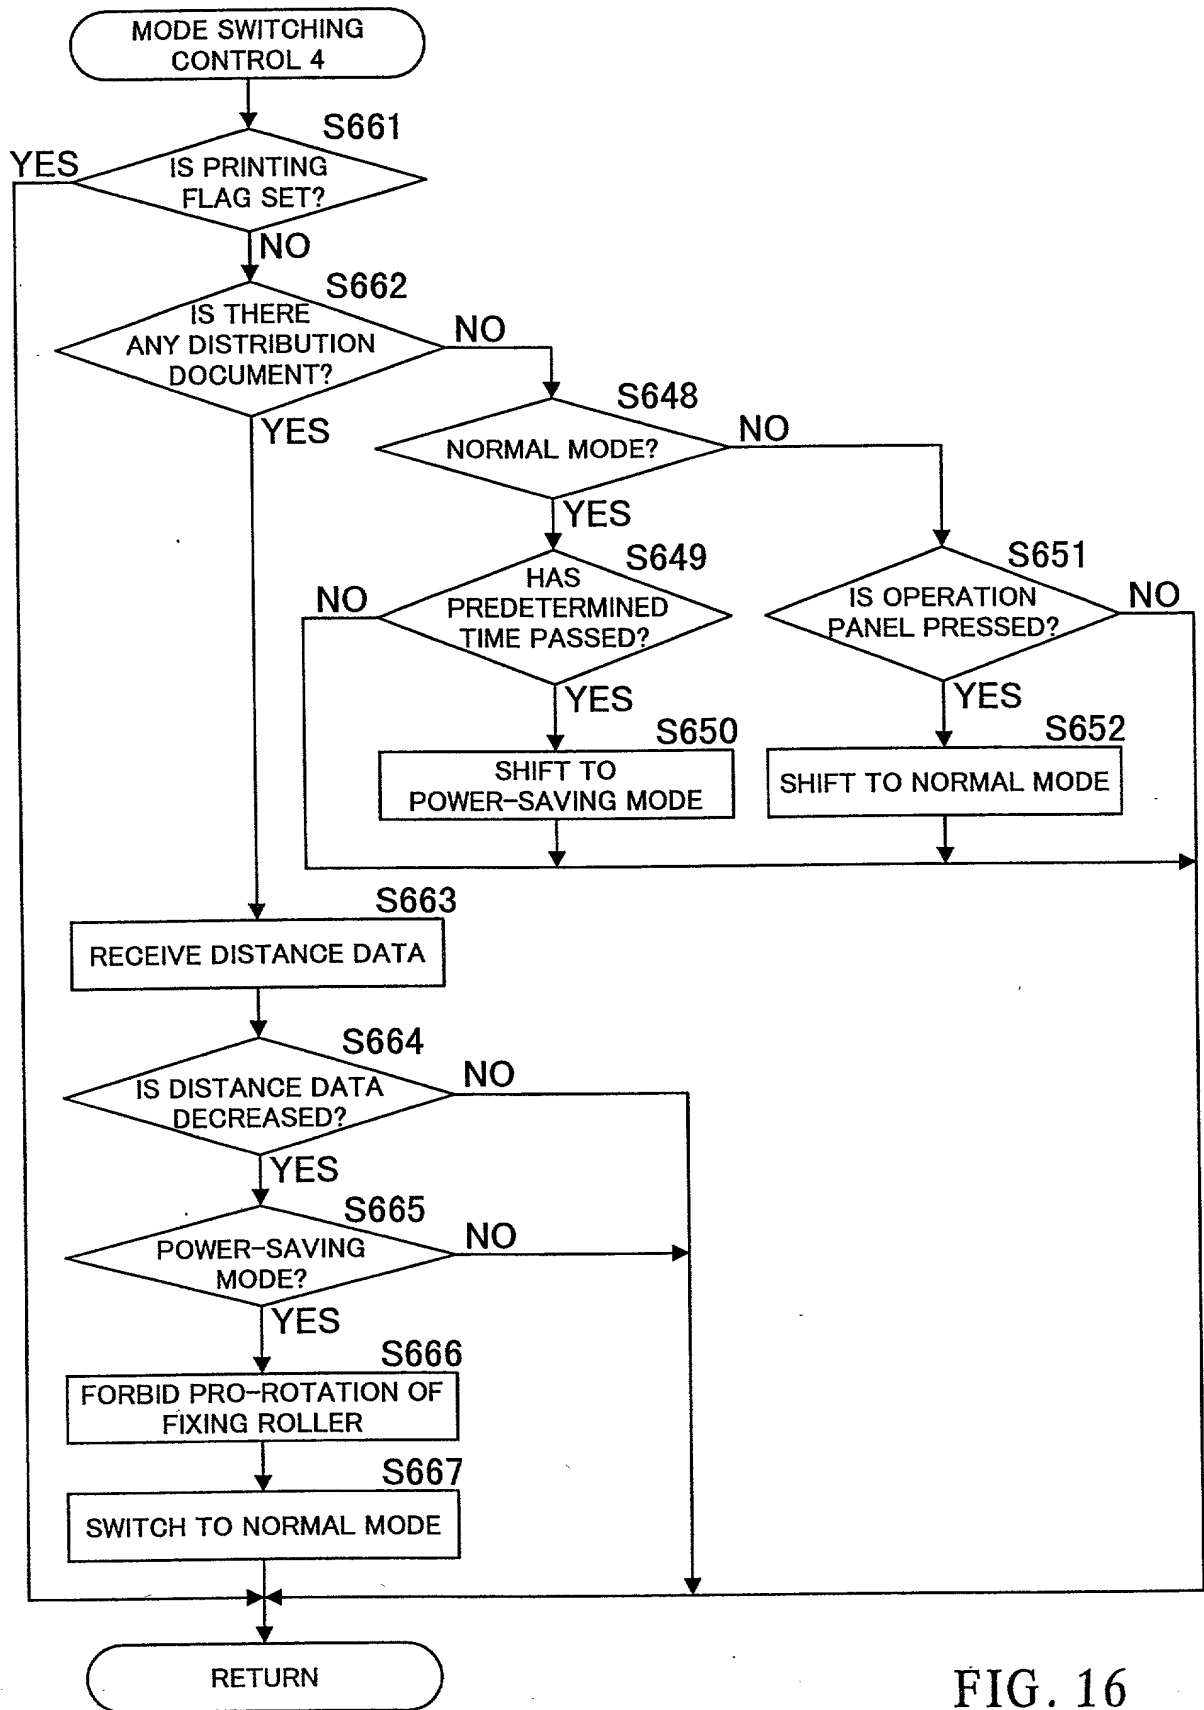 MODE SWITCHING
CONTROL 4
S661
YES
IS PRINTING
FLAG SET?
NO
S662
IS THERE
ANY DISTRIBUTION
DOCUMENT?
NO
YES
S648
NORMAL MODE?
NO
YES
S649
HAS
PREDETERMINED
TIME PASSED?
NO
YES
S651
IS OPERATION
PANEL PRESSED?
NO
YES
S650
SHIFT TO
POWER-SAVING MODE
S652
SHIFT TO NORMAL MODE
S663
RECEIVE DISTANCE DATA
S664
IS DISTANCE DATA
DECREASED?
NO
YES
S665
POWER-SAVING
MODE?
NO
YES
S666
FORBID PRO-ROTATION OF
FIXING ROLLER
S667
SWITCH TO NORMAL MODE
RETURN
FIG. 16